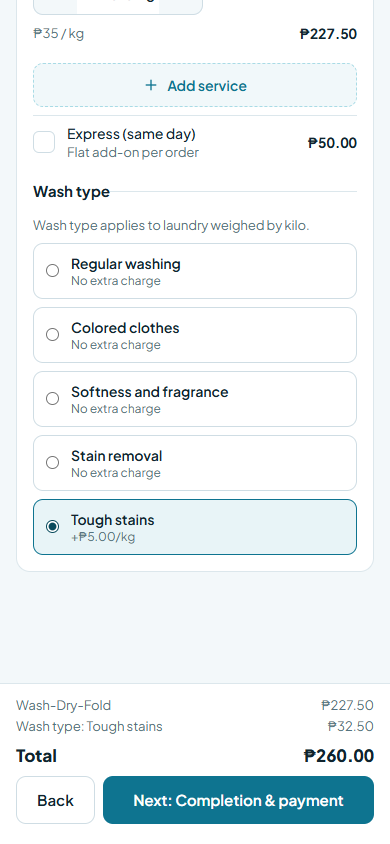 ₱35 / kg
₱227.50
+ Add service
Express (same day)
Flat add-on per order
₱50.00
Wash type
Wash type applies to laundry weighed by kilo.
Regular washing
No extra charge
Colored clothes
No extra charge
Softness and fragrance
No extra charge
Stain removal
No extra charge
Tough stains
+₱5.00/kg
Wash-Dry-Fold
₱227.50
Wash type: Tough stains
₱32.50
Total
₱260.00
Back
Next: Completion & payment